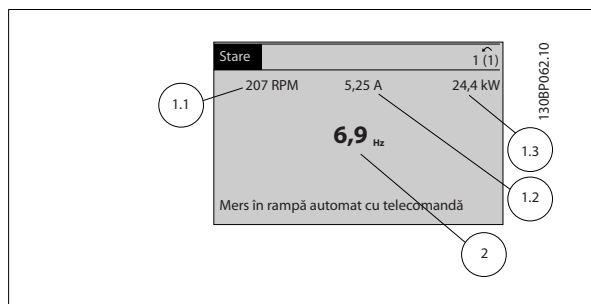 Stare
1 (1)
207 RPM 5,25 A 24,4 kW
1.1
6,9 Hz
1.3
1.2
Mers în rampă automat cu telecomandă
2
130BP062.10